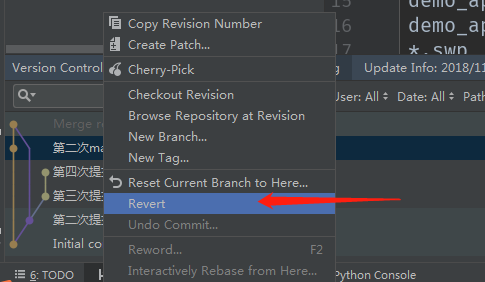 demo_ap
demo_ap
*.swp
15
16
17
Version Contro
Update Info: 2018/11
User: All
Date: All
Path
Merge re
第二次ma
第四次提
第三次提
第二次提
Initial co
Copy Revision Number
Create Patch...
Cherry-Pick
Checkout Revision
Browse Repository at Revision
New Branch...
New Tag...
Reset Current Branch to Here...
Revert
Undo Commit...
Reword... F2
Interactively Rebase from Here...
6: TODO
Python Console